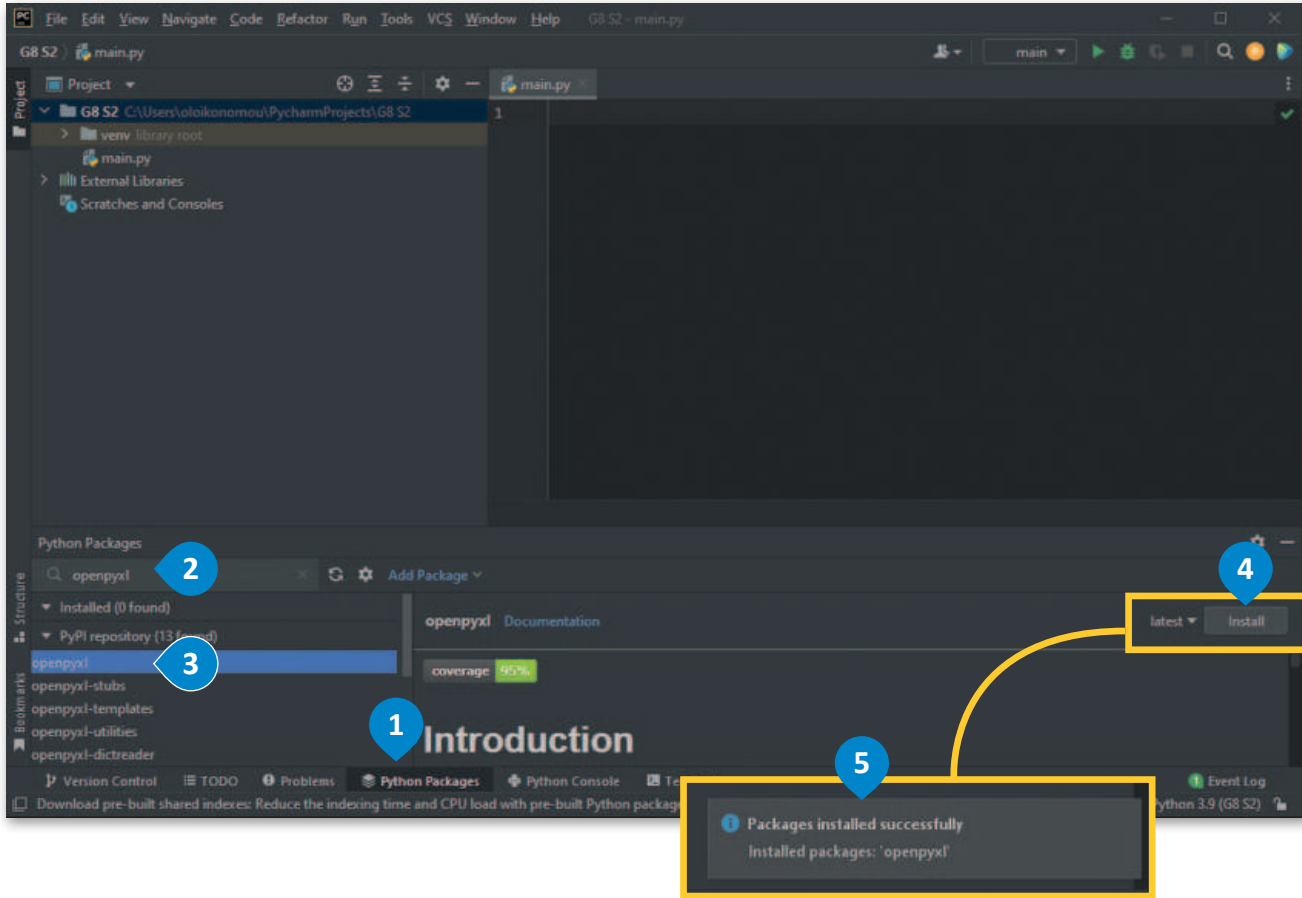 PC File Edit View Navigate Code Refactor Run Tools VCS Window Help G8 S2 - main.py
G8 S2 main.py main
Project
Project main.py
G8 S2 C:\Users\oloikonomou\PycharmProjects\G8 S2 1
venv library root
main.py
External Libraries
Scratches and Consoles
Python Packages
openpyxl 2 Add Package 4
Structure
Installed (0 found)
openpyxl Documentation latest Install
PyPI repository (13 found)
openpyxl 3
coverage 95%
Bookmarks
openpyxl-stubs
openpyxl-templates
openpyxl-utilities 1
Introduction
openpyxl-dictreader
5
Version Control TODO Problems Python Packages Python Console Event Log
Download pre-built shared indexes: Reduce the indexing time and CPU load with pre-built Python 3.9 (G8 S2)
Packages installed successfully
Installed packages: 'openpyxl'